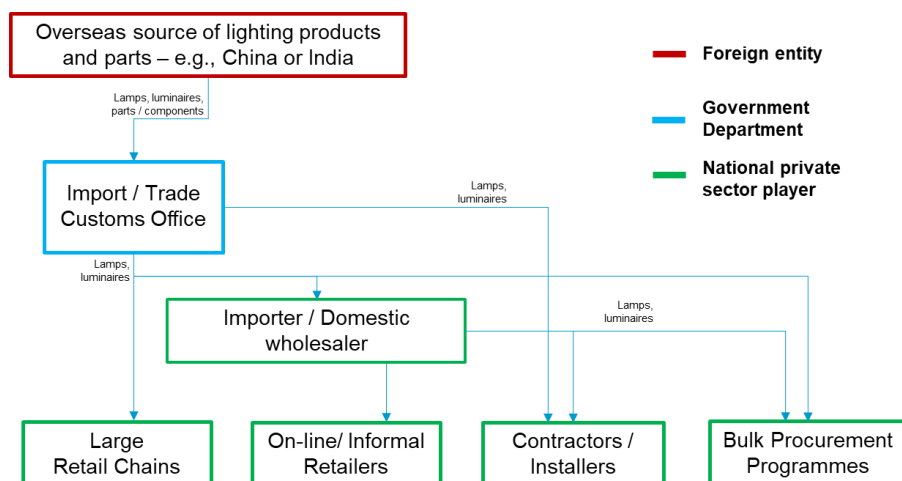 Overseas source of lighting products
and parts – e.g., China or India
Foreign entity
Lamps, luminaires,
parts / components
Government
Department
Import / Trade
Customs Office
National private
sector player
Lamps,
luminaires
Lamps,
luminaires
Importer / Domestic
wholesaler
Lamps,
luminaires
Large
Retail Chains
On-line/ Informal
Retailers
Contractors /
Installers
Bulk Procurement
Programmes